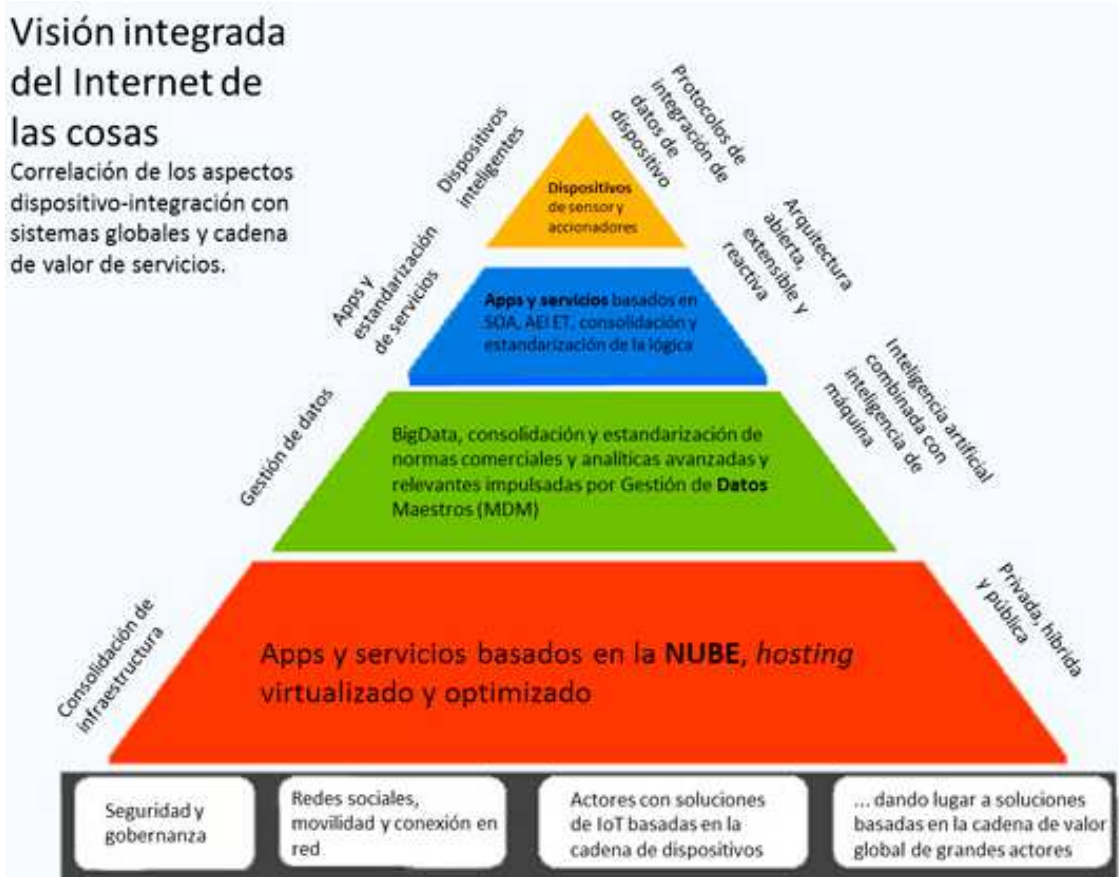 Visión integrada
del Internet de
las cosas
Correlación de los aspectos
dispositivo-integración con
sistemas globales y cadena
de valor de servicios.
Dispositivos
inteligentes
Protocolos de
integración de
datos de
dispositivo
Dispositivos
de sensor y
accionadores
Apps y
estandarización
de servicios
Arquitectura
abierta,
extensible y
reactiva
Apps y servicios basados en
SOA, AEI ET, consolidación y
estandarización de la lógica
Gestión de datos
Inteligencia artificial
combinada con
inteligencia de
máquina
BigData, consolidación y estandarización de
normas comerciales y analíticas avanzadas y
relevantes impulsadas por Gestión de Datos
Maestros (MDM)
Consolidación de
infraestructura
Privada, híbrida
y pública
Apps y servicios basados en la NUBE, hosting
virtualizado y optimizado
Seguridad y
gobernanza
Redes sociales,
movilidad y conexión en
red
Actores con soluciones
de IoT basadas en la
cadena de dispositivos
... dando lugar a soluciones
basadas en la cadena de valor
global de grandes actores